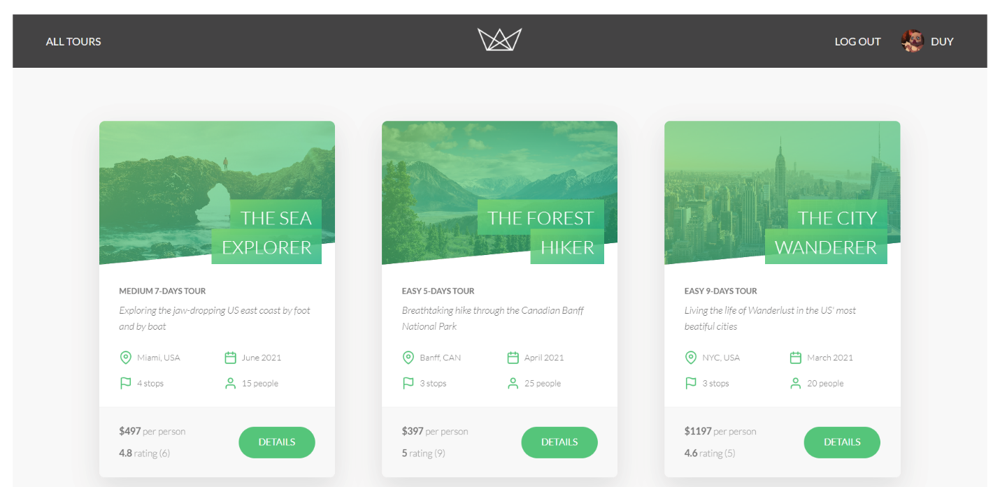 ALL TOURS
LOG OUT
DUY
THE SEA
EXPLORER
MEDIUM 7-DAYS TOUR
Exploring the jaw-dropping US east coast by foot
and by boat
Miami, USA
June 2021
4 stops
15 people
$497 per person
4.8 rating (6)
DETAILS
THE FOREST
HIKER
EASY 5-DAYS TOUR
Breathtaking hike through the Canadian Banff
National Park
Banff, CAN
April 2021
3 stops
25 people
$397 per person
5 rating (9)
DETAILS
THE CITY
WANDERER
EASY 9-DAYS TOUR
Living the life of Wanderlust in the US' most
beatiful cities
NYC, USA
March 2021
3 stops
20 people
$1197 per person
4.6 rating (5)
DETAILS